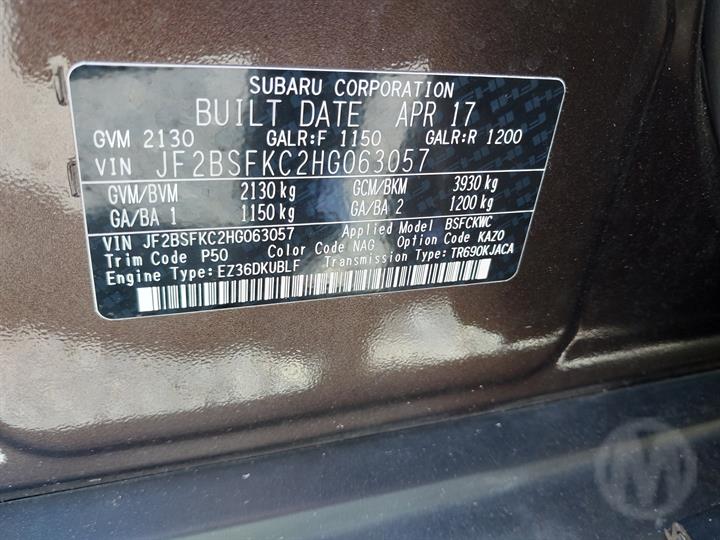 SUBARU CORPORATION
BUILT DATE APR 17
GVM 2130 GALR:F 1150 GALR:R 1200
VIN JF2BSFKC2HG063057
GVM/BVM 2130 kg GCM/BKM 3930 kg
GA/BA 1 1150 kg GA/BA 2 1200 kg
VIN JF2BSFKC2HG063057 Applied Model BSFCKWC
Trim Code P50 Color Code NAG Option Code KAZO
Engine Type: EZ36DKUBLF Transmission Type: TR690KJACA